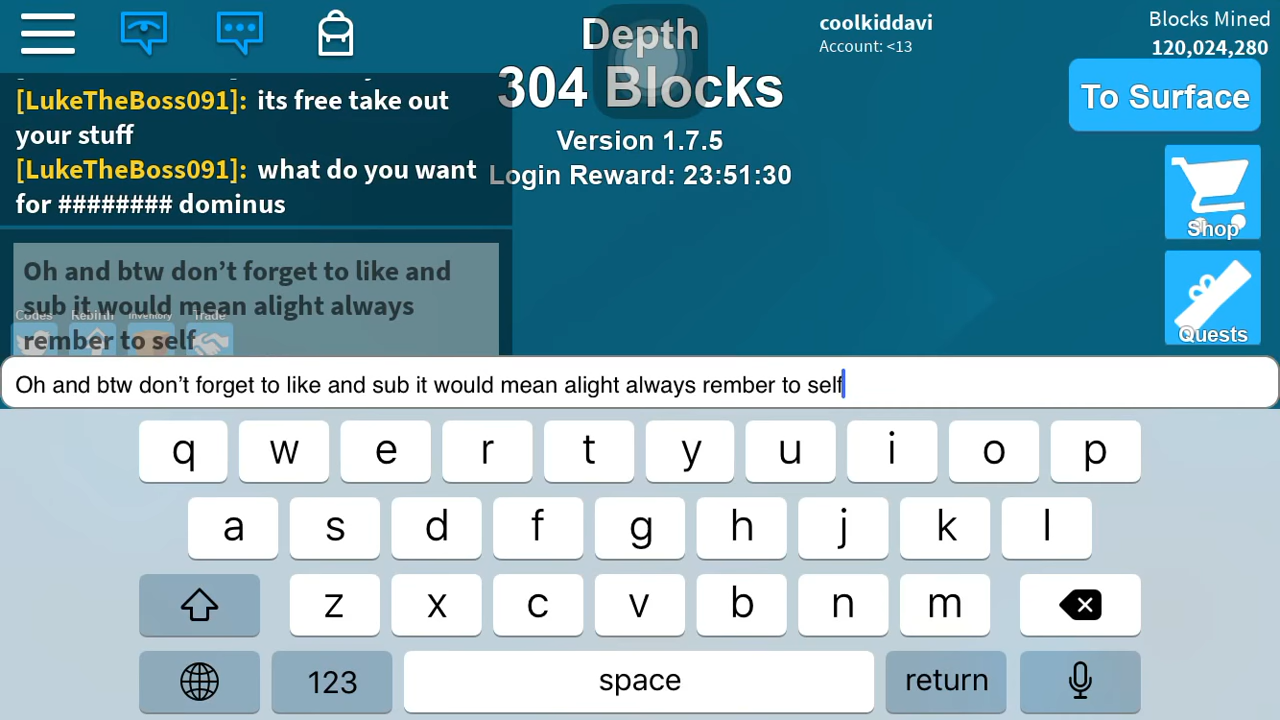 Depth
304 Blocks
Version 1.7.5
Login Reward: 23:51:30
coolkiddavi
Account: <13
Blocks Mined
120,024,280
To Surface
Shop
Quests
[LukeTheBoss091]: its free take out
your stuff
[LukeTheBoss091]: what do you want
for ######## dominus
Oh and btw don’t forget to like and
sub it would mean alight always
rember to self
Codes Rebirth Inventory Trade
Oh and btw don’t forget to like and sub it would mean alight always rember to self
q w e r t y u i o p
a s d f g h j k l
z x c v b n m
123 space return